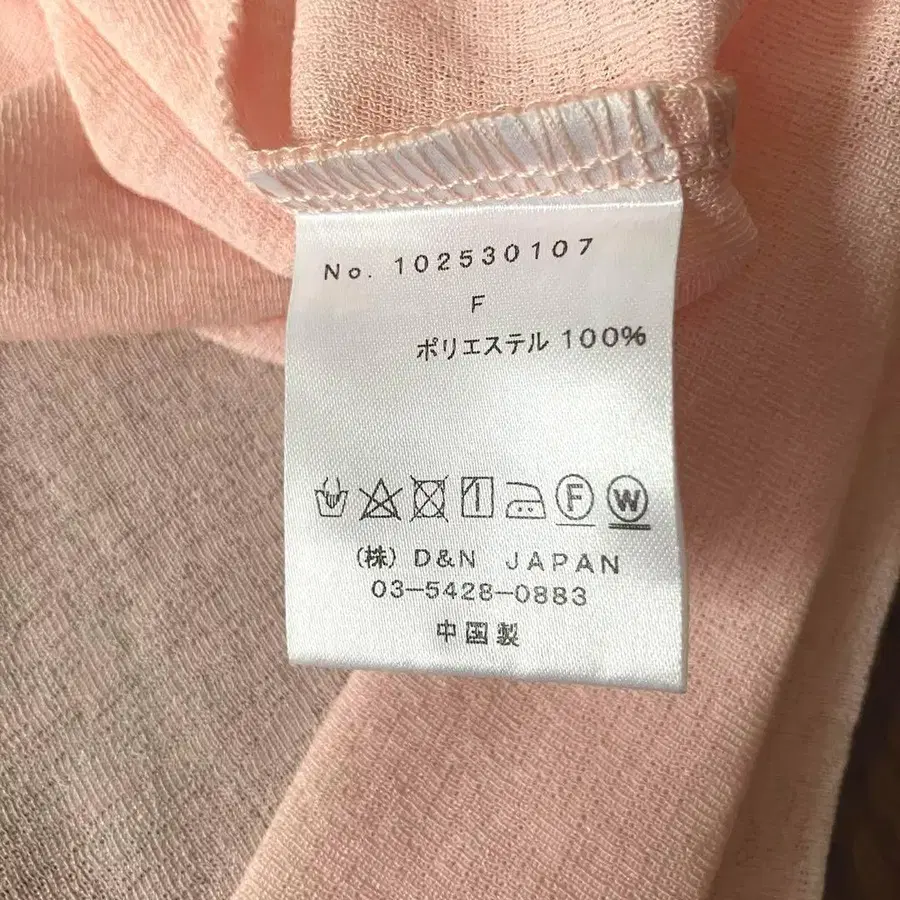 No. 102530107
F
ポリエステル 100%
F W
(株) D&N JAPAN
03-5428-0883
中国製